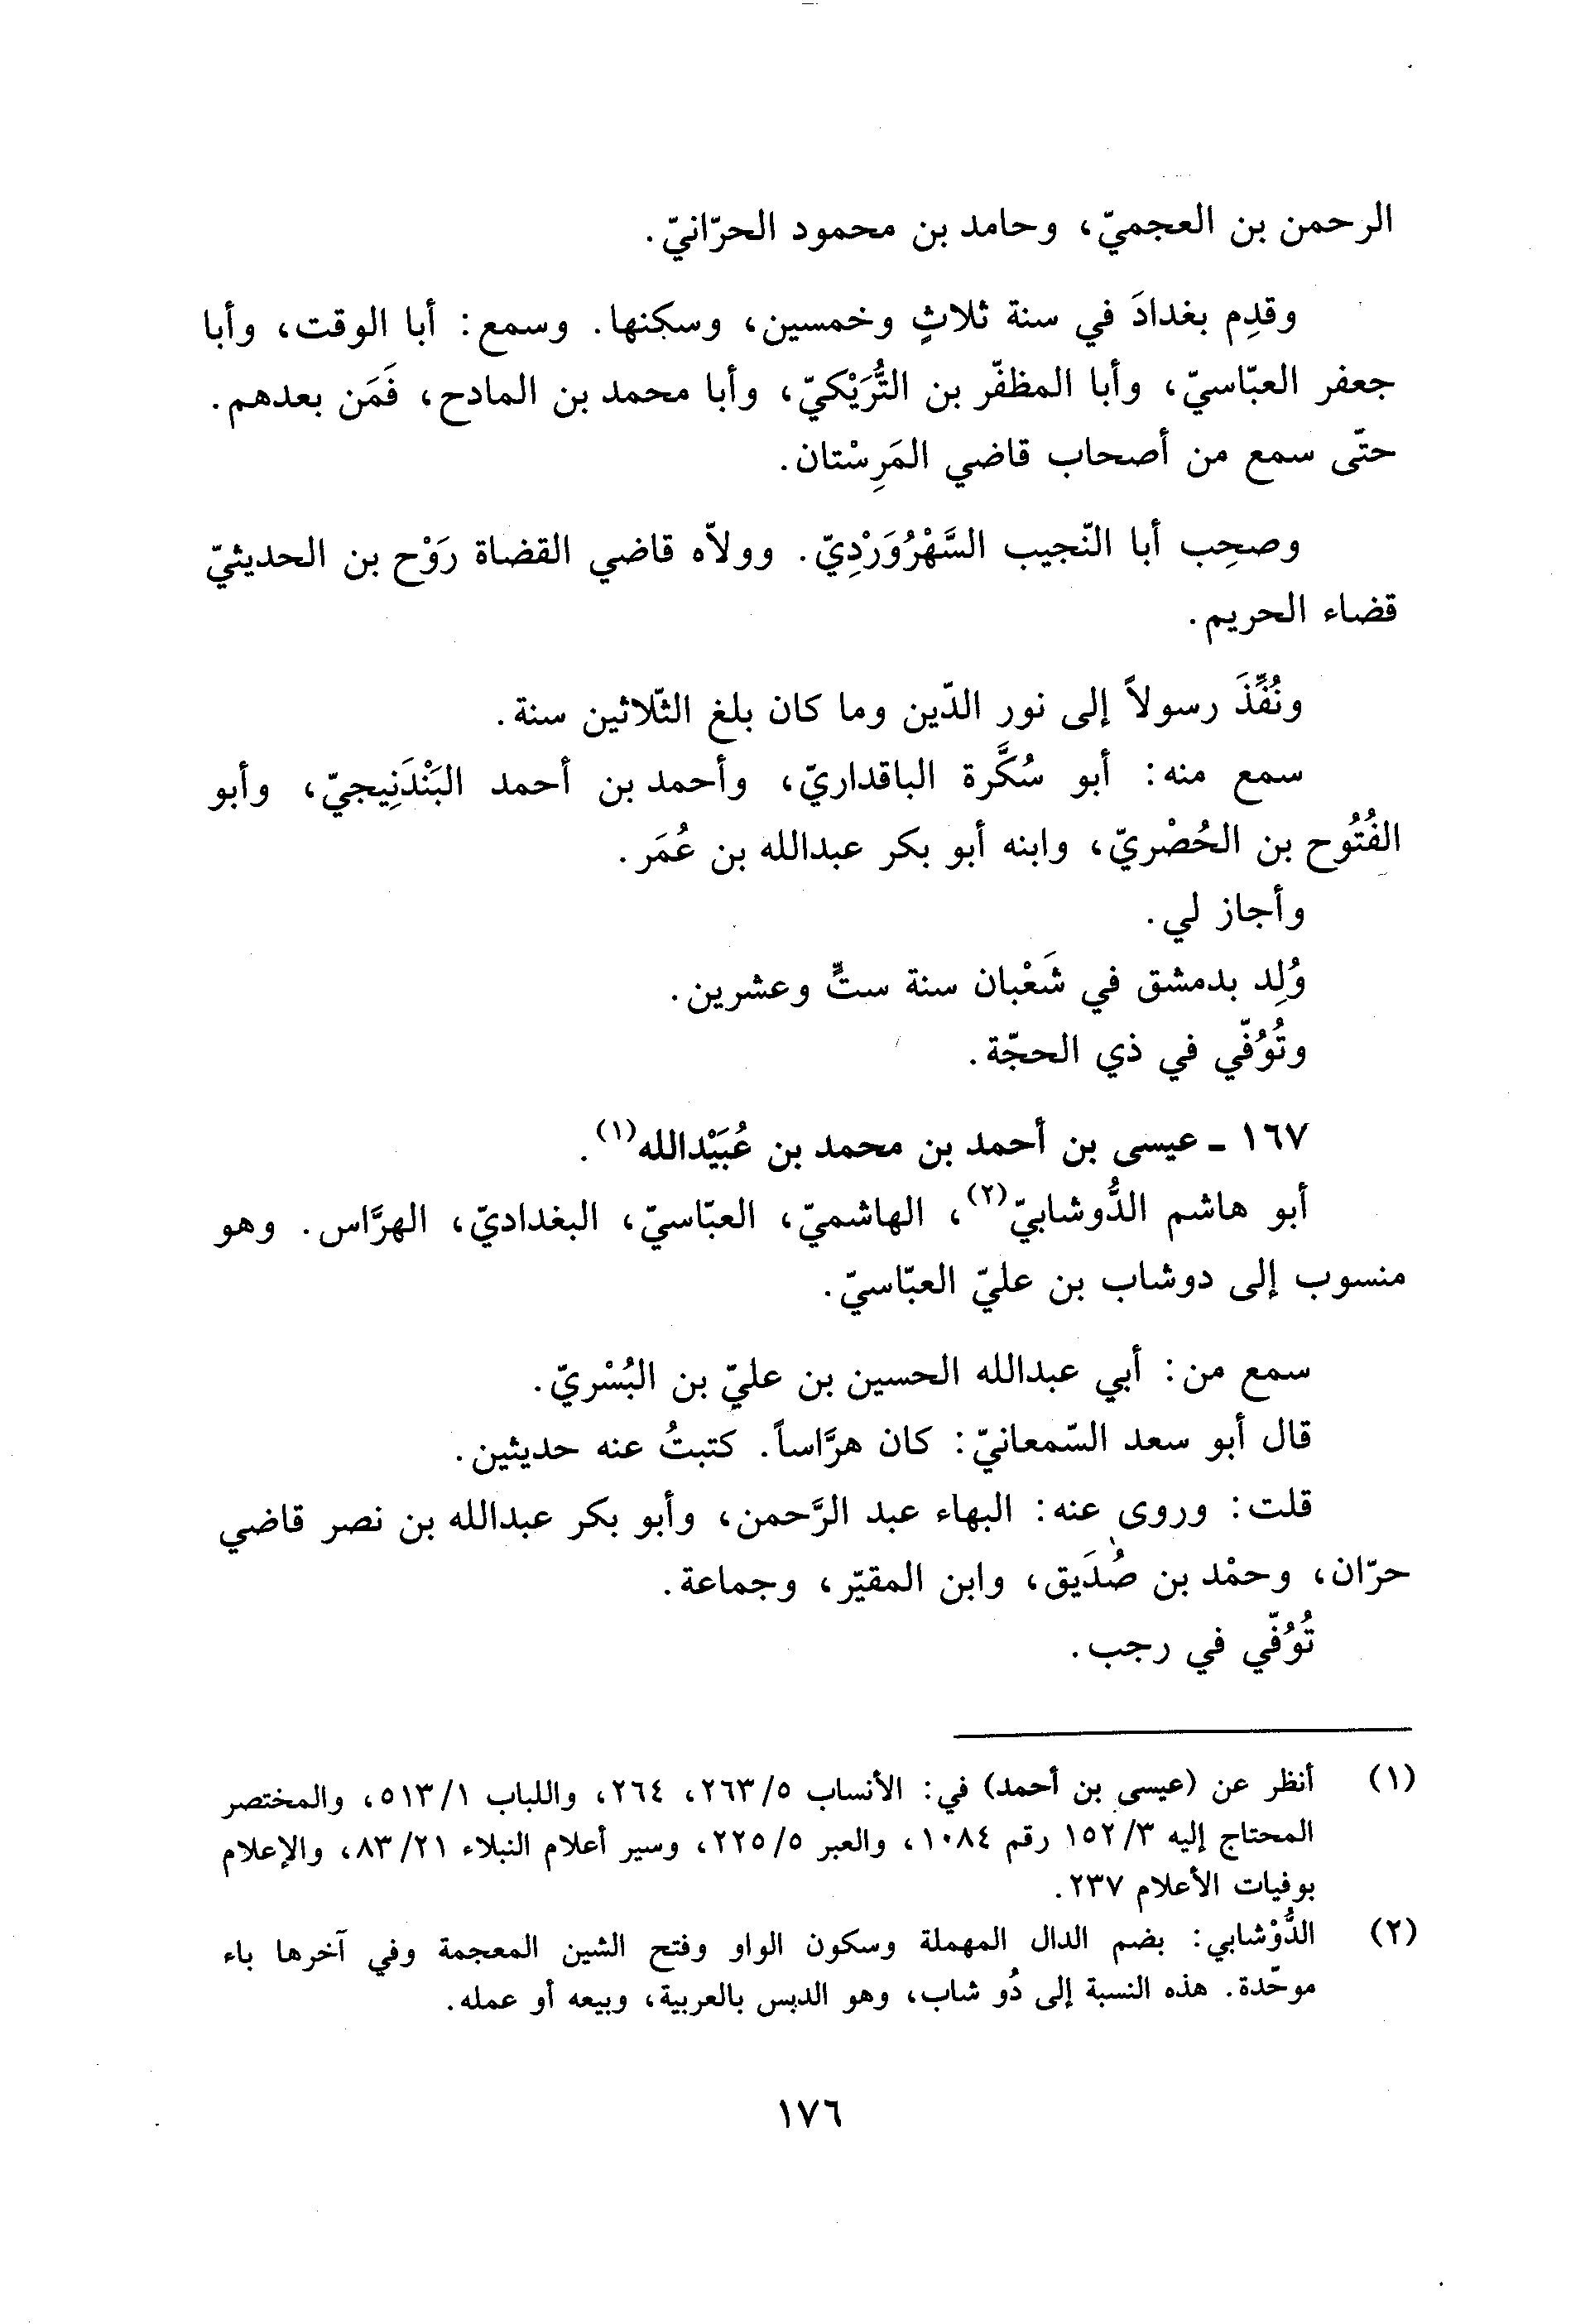 الرحمن بن العجميّ، وحامد بن محمود الحرّانيّ.
وقدِم بغدادَ في سنة ثلاثٍ وخمسين، وسكنها. وسمع: أبا الوقت، وأبا
جعفر العبّاسيّ، وأبا المظفّر بن التُّرَيْكيّ، وأبا محمد بن المادح، فَمَن بعدهم.
حتّى سمع من أصحاب قاضي المَرِسْتان.
وصحِب أبا النّجيب السَّهْرُوَرْدِيّ. وولاّه قاضي القضاة رَوْح بن الحديثيّ
قضاء الحريم.
ونُفِّذَ رسولاً إلى نور الدّين وما كان بلغ الثّلاثين سنة.
سمع منه: أبو سُكَّرة الباقداريّ، وأحمد بن أحمد البَنْدَنِيجيّ، وأبو
الفُتُوح بن الحُصْريّ، وابنه أبو بكر عبدالله بن عُمَر.
وأجاز لي.
وُلِد بدمشق في شَعْبان سنة ستٍّ وعشرين.
وتُوُفّي في ذي الحجّة.
١٦٧ ـ عيسى بن أحمد بن محمد بن عُبَيْدالله(١).
أبو هاشم الدُّوشابيّ(٢)، الهاشميّ، العبّاسيّ، البغداديّ، الهرَّاس. وهو
منسوب إلى دوشاب بن عليّ العبّاسيّ.
سمع من: أبي عبدالله الحسين بن عليّ بن البُسْريّ.
قال أبو سعد السّمعانيّ: كان هرَّاساً. كتبتُ عنه حديثين.
قلت: وروى عنه: البهاء عبد الرَّحمن، وأبو بكر عبدالله بن نصر قاضي
حرّان، وحمْد بن صُدَيق، وابن المقيّر، وجماعة.
تُوُفّي في رجب.
(١) أنظر عن (عيسى بن أحمد) في: الأنساب ٥/٢٦٣، ٢٦٤، واللباب ١/٥١٣، والمختصر
المحتاج إليه ٣/١٥٢ رقم ١٠٨٤، والعبر ٥/٢٢٥، وسير أعلام النبلاء ٢١/٨٣، والإعلام
بوفيات الأعلام ٢٣٧.
(٢) الدُّوْشابي: بضم الدال المهملة وسكون الواو وفتح الشين المعجمة وفي آخرها باء
موحّدة. هذه النسبة إلى دُو شاب، وهو الدبس بالعربية، وبيعه أو عمله.
١٧٦